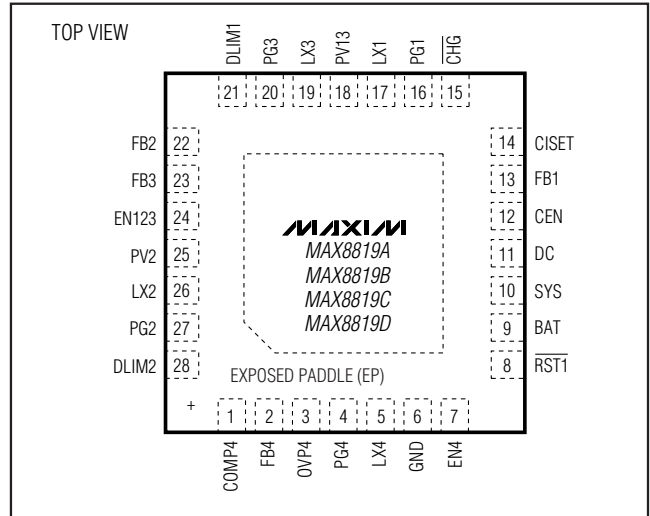 TOP VIEW
DLIM1 PG3 LX3 PV13 LX1 PG1 CHG
21 20 19 18 17 16 15
FB2 22
FB3 23
EN123 24
PV2 25
LX2 26
PG2 27
DLIM2 28
14 CISET
13 FB1
12 CEN
11 DC
10 SYS
9 BAT
8 RST1
MAXIM
MAX8819A
MAX8819B
MAX8819C
MAX8819D
EXPOSED PADDLE (EP)
+
1 2 3 4 5 6 7
COMP4 FB4 OVP4 PG4 LX4 GND EN4